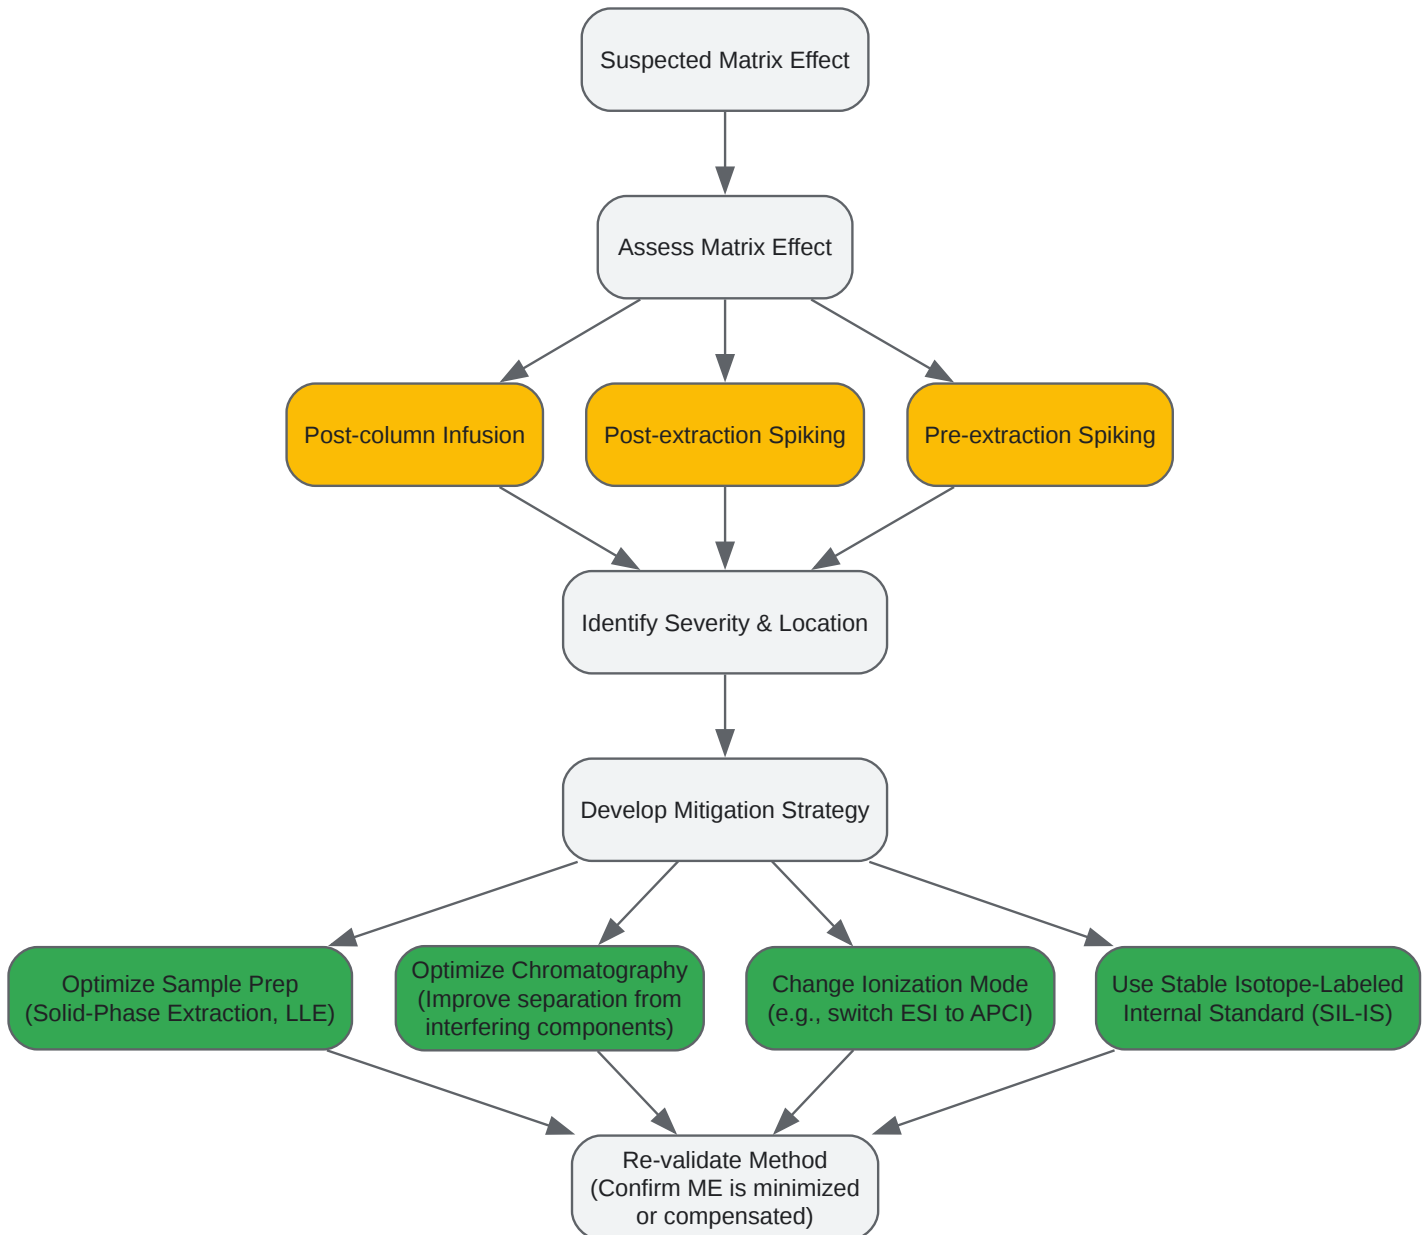 Suspected Matrix Effect
Assess Matrix Effect
Post-column Infusion
Post-extraction Spiking
Pre-extraction Spiking
Identify Severity & Location
Develop Mitigation Strategy
Optimize Sample Prep
(Solid-Phase Extraction, LLE)
Optimize Chromatography
(Improve separation from
interfering components)
Change Ionization Mode
(e.g., switch ESI to APCI)
Use Stable Isotope-Labeled
Internal Standard (SIL-IS)
Re-validate Method
(Confirm ME is minimized
or compensated)